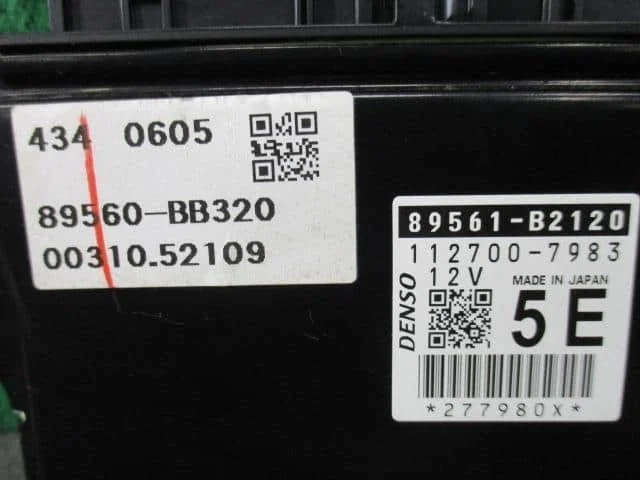 434 0605
89560-BB320
00310-52109
89561-B2120
112700-7983
12V
MADE IN JAPAN
DENSO
5E
*277980X*